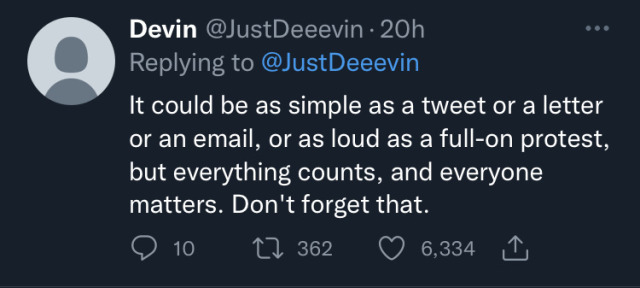 Devin @JustDeeevin · 20h
Replying to @JustDeeevin
It could be as simple as a tweet or a letter
or an email, or as loud as a full-on protest,
but everything counts, and everyone
matters. Don't forget that.
10 362 6,334